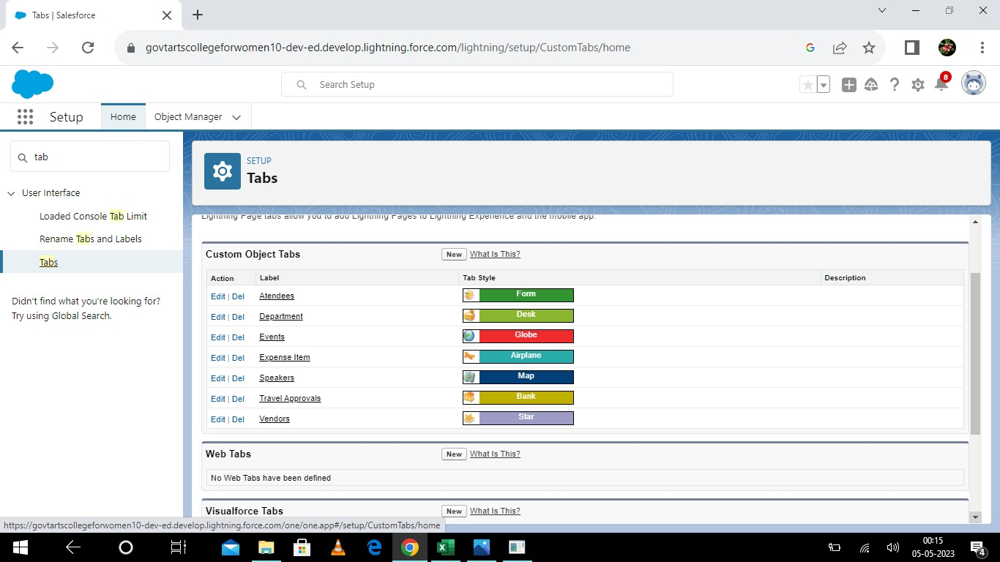 Tabs | Salesforce
govtartscollegeforwomen10-dev-ed.develop.lightning.force.com/lightning/setup/CustomTabs/home
Search Setup
8
Setup
Home
Object Manager
tab
User Interface
Loaded Console Tab Limit
Rename Tabs and Labels
Tabs
Didn't find what you're looking for?
Try using Global Search.
SETUP
Tabs
Lightning Page tabs allow you to add Lightning Pages to Lightning Experience and the mobile app.
Custom Object Tabs New What Is This?
Action Label Tab Style Description
Edit | Del Atendees Form
Edit | Del Department Desk
Edit | Del Events Globe
Edit | Del Expense Item Airplane
Edit | Del Speakers Map
Edit | Del Travel Approvals Bank
Edit | Del Vendors Star
Web Tabs New What Is This?
No Web Tabs have been defined
Visualforce Tabs New What Is This?
https://govtartscollegeforwomen10-dev-ed.develop.lightning.force.com/one/one.app#/setup/CustomTabs/home
00:15
05-05-2023
4